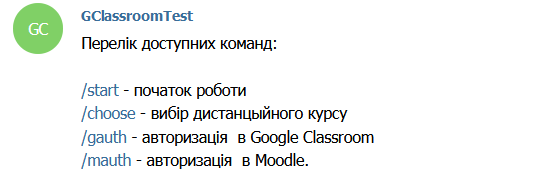 GC
GClassroomTest
Перелік доступних команд:
/start - початок роботи
/choose - вибір дистанцыйного курсу
/gauth - авторизація в Google Classroom
/mauth - авторизація в Moodle.